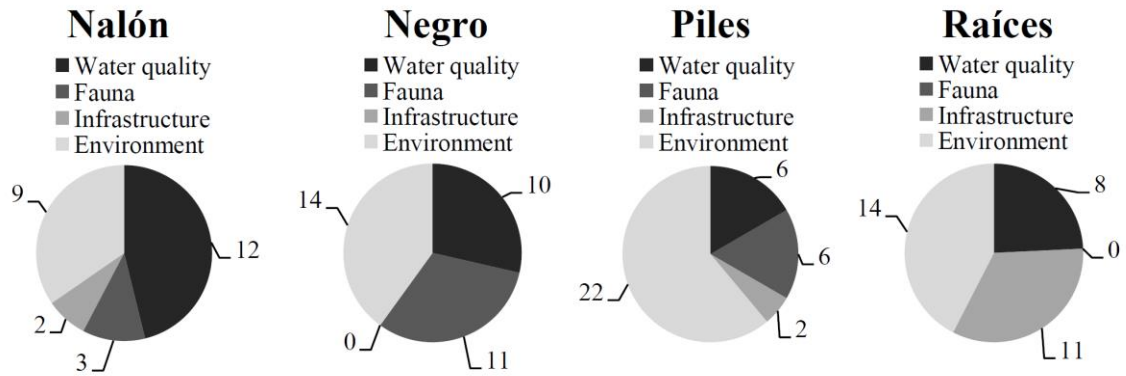 Nalón
Water quality
Fauna
Infrastructure
Environment
9
12
2
3
Negro
Water quality
Fauna
Infrastructure
Environment
14
10
0
11
Piles
Water quality
Fauna
Infrastructure
Environment
6
6
22
2
Raíces
Water quality
Fauna
Infrastructure
Environment
8
14
0
11